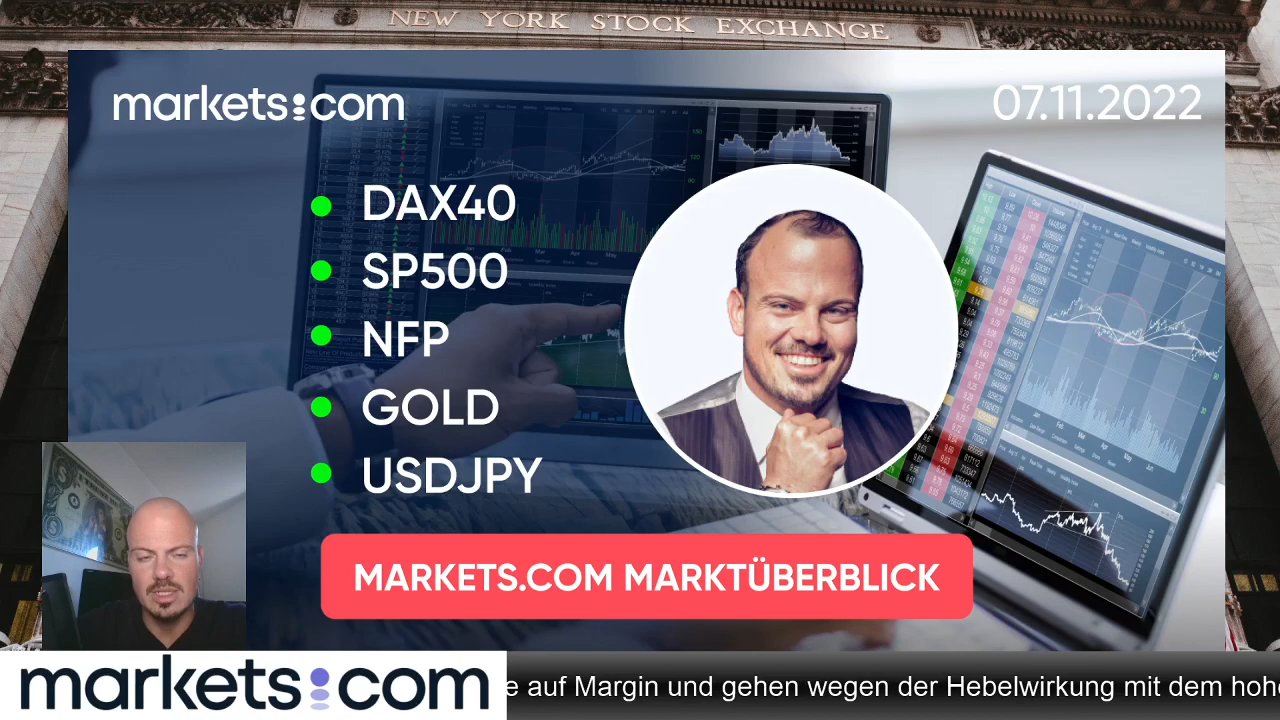 NEW YORK STOCK EXCHANGE
markets.com
07.11.2022
DAX40
SP500
NFP
GOLD
USDJPY
MARKETS.COM MARKTÜBERBLICK
markets.com
e auf Margin und gehen wegen der Hebelwirkung mit dem hohe